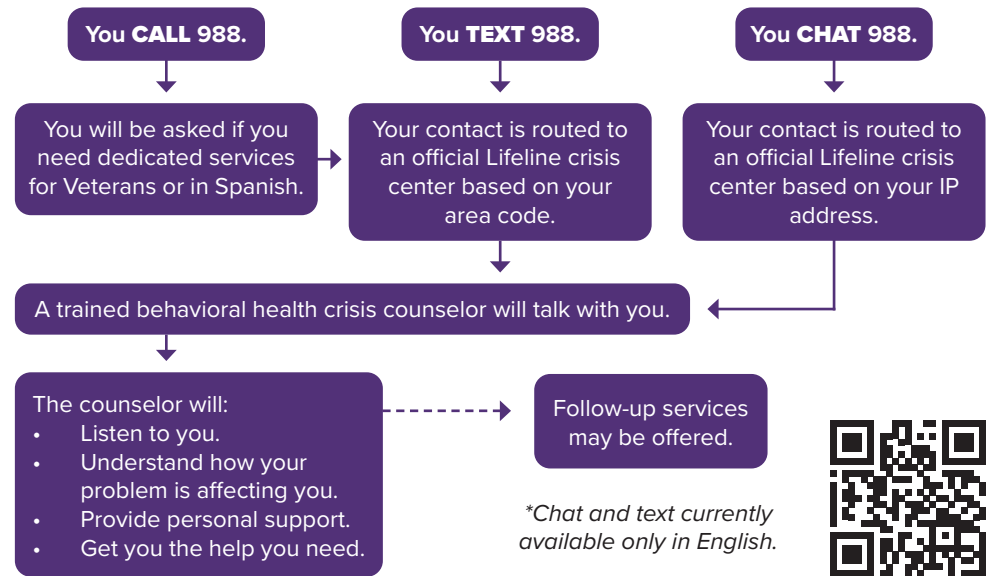 You CALL 988.
You TEXT 988.
You CHAT 988.
You will be asked if you
need dedicated services
for Veterans or in Spanish.
Your contact is routed to
an official Lifeline crisis
center based on your
area code.
Your contact is routed to
an official Lifeline crisis
center based on your IP
address.
A trained behavioral health crisis counselor will talk with you.
The counselor will:
• Listen to you.
• Understand how your
problem is affecting you.
• Provide personal support.
• Get you the help you need.
Follow-up services
may be offered.
*Chat and text currently
available only in English.